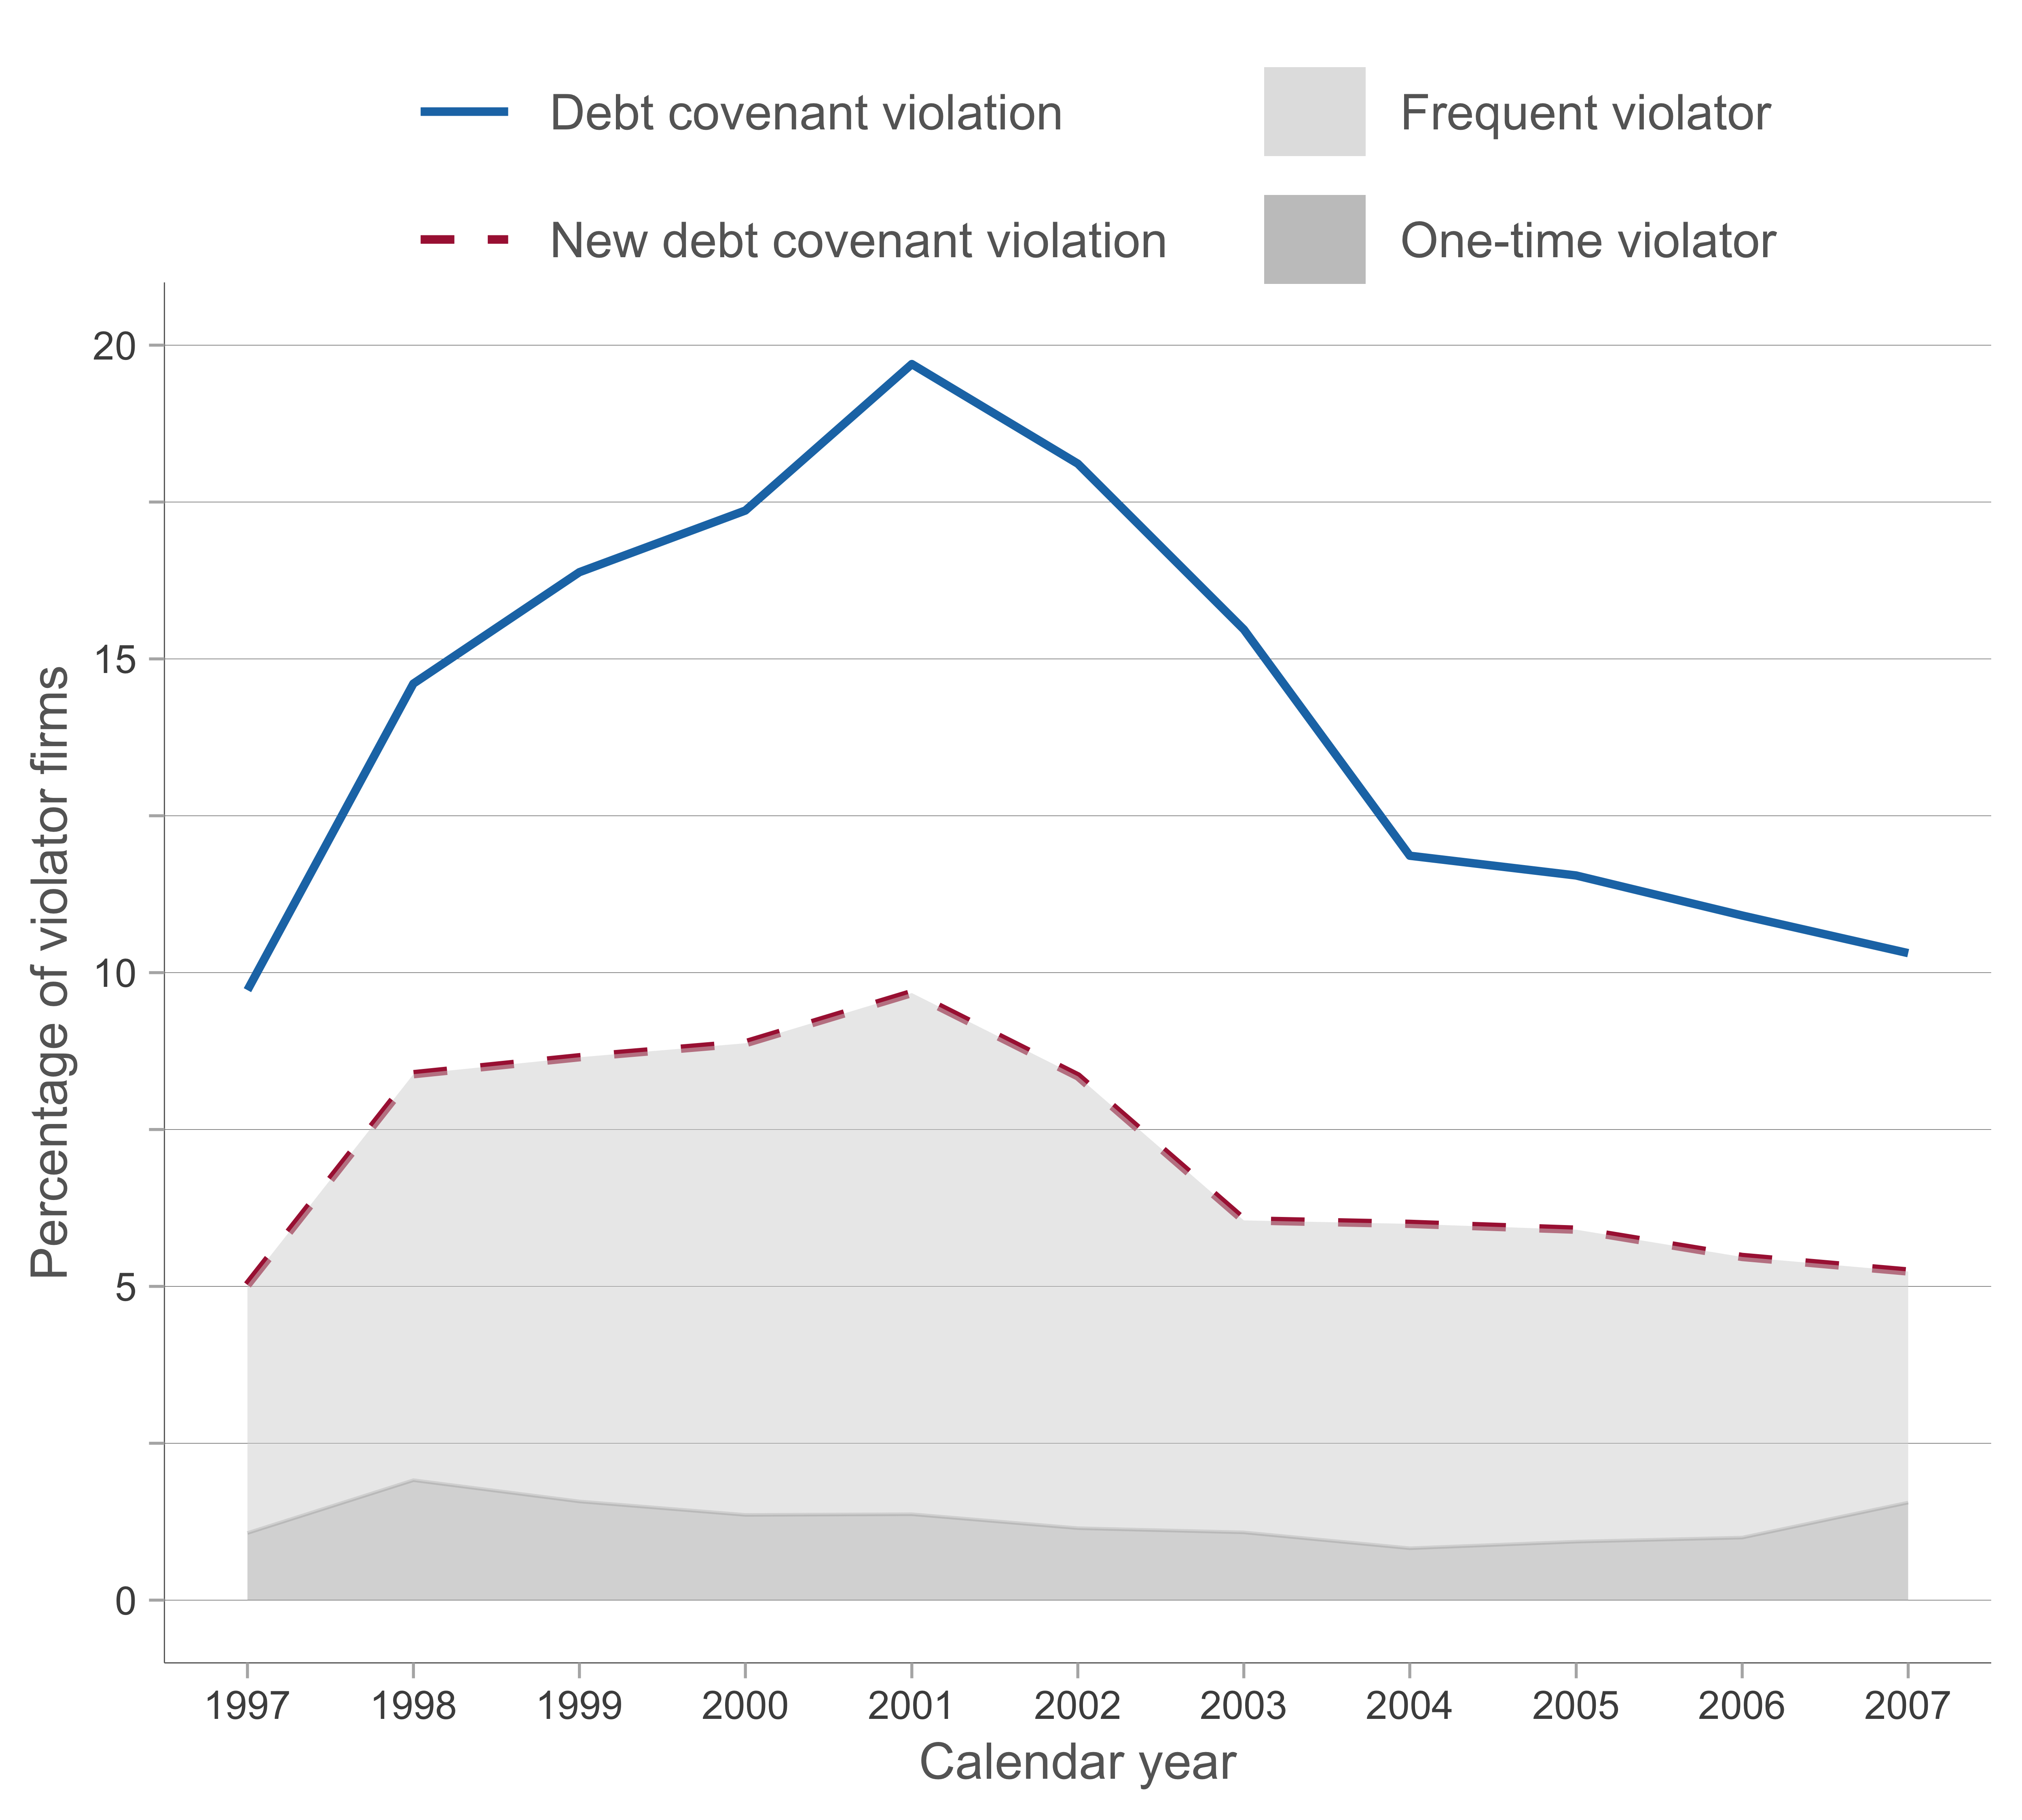 Debt covenant violation
Frequent violator
New debt covenant violation
One-time violator
Percentage of violator firms
20
15
10
5
0
1997 1998 1999 2000 2001 2002 2003 2004 2005 2006 2007
Calendar year